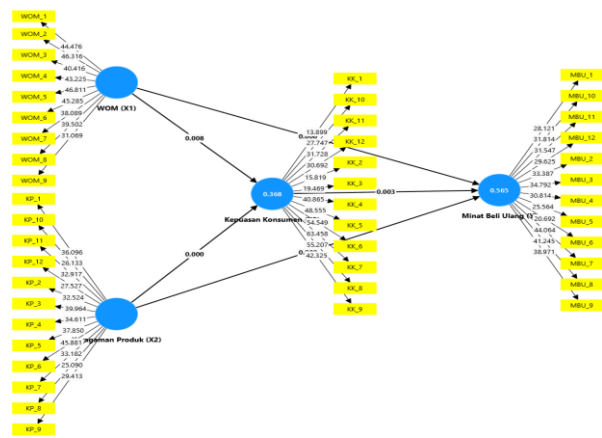 WOM_1
WOM_2
WOM_3
WOM_4
WOM_5
WOM_6
WOM_7
WOM_8
WOM_9
44.476
46.316
40.416
43.225
46.811
45.285
38.089
39.502
31.069
WOM (X1)
KP_1
KP_10
KP_11
KP_12
KP_2
KP_3
KP_4
KP_5
KP_6
KP_7
KP_8
KP_9
36.096
26.133
32.917
27.527
32.524
39.964
34.611
37.850
45.881
33.182
25.090
29.413
agaman Produk (X2)
0.008
0.000
0.003
0.368
Kepuasan Konsumen
KK_1
KK_10
KK_11
KK_12
KK_2
KK_3
KK_4
KK_5
KK_6
KK_7
KK_8
KK_9
13.899
27.747
31.728
30.692
15.819
19.469
40.865
48.555
54.549
63.458
55.207
42.325
0.565
Minat Beli Ulang
MBU_1
MBU_10
MBU_11
MBU_12
MBU_2
MBU_3
MBU_4
MBU_5
MBU_6
MBU_7
MBU_8
MBU_9
28.121
31.814
31.547
29.625
33.387
34.792
30.814
25.564
20.692
44.064
41.245
38.971